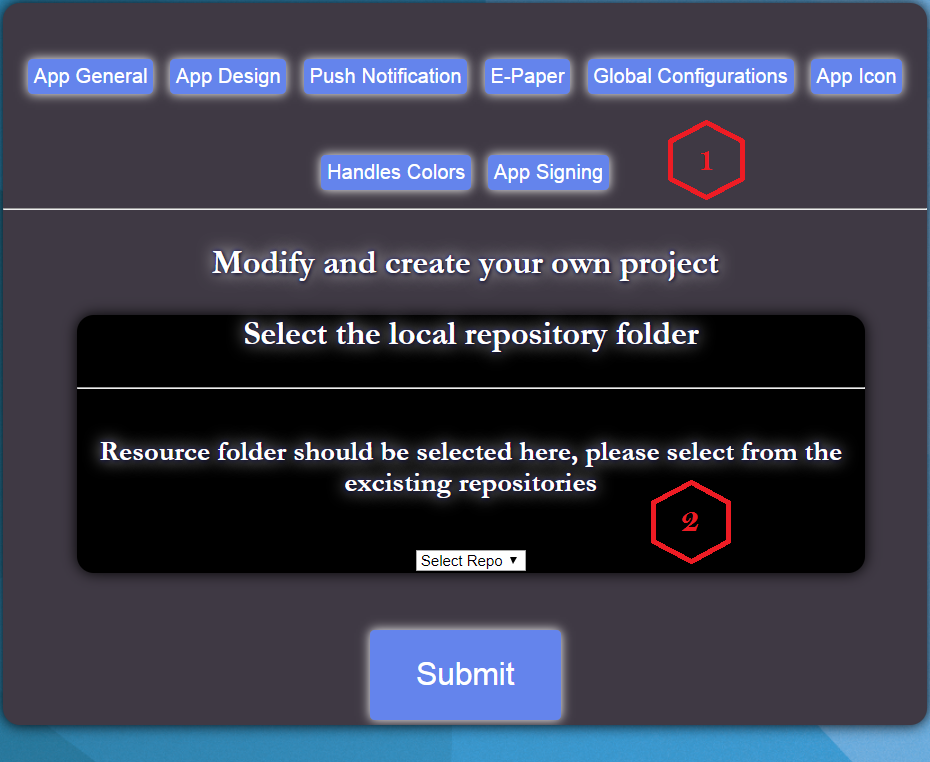 App General App Design Push Notification E-Paper Global Configurations App Icon
Handles Colors App Signing 1
Modify and create your own project
Select the local repository folder
Resource folder should be selected here, please select from the
excisting repositories
2
Select Repo ▼
Submit